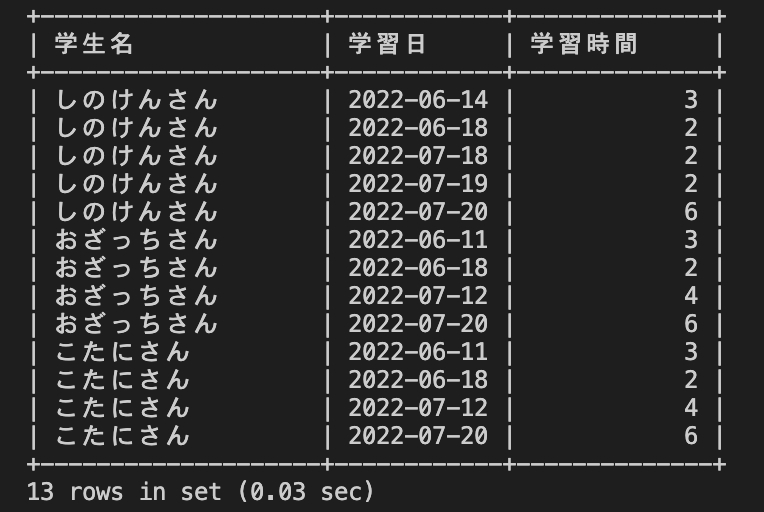 | 学生名 | 学習日 | 学習時間 |
| しのけんさん | 2022-06-14 | 3 |
| しのけんさん | 2022-06-18 | 2 |
| しのけんさん | 2022-07-18 | 2 |
| しのけんさん | 2022-07-19 | 2 |
| しのけんさん | 2022-07-20 | 6 |
| おざっちさん | 2022-06-11 | 3 |
| おざっちさん | 2022-06-18 | 2 |
| おざっちさん | 2022-07-12 | 4 |
| おざっちさん | 2022-07-20 | 6 |
| こたにさん | 2022-06-11 | 3 |
| こたにさん | 2022-06-18 | 2 |
| こたにさん | 2022-07-12 | 4 |
| こたにさん | 2022-07-20 | 6 |
13 rows in set (0.03 sec)